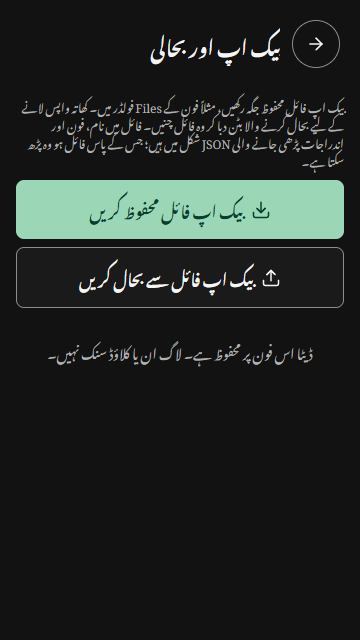 بیک اپ اور بحالی
بیک اپ فائل محفوظ جگہ رکھیں، مثلاً فون کے Files فولڈر میں۔ کھاتہ واپس لانے
کے لیے بحال کرنے والا بٹن دبا کر وہ فائل چنیں۔ فائل میں نام، فون اور
اندراجات پڑھی جانے والی JSON شکل میں ہیں؛ جس کے پاس فائل ہو وہ پڑھ
سکتا ہے۔
بیک اپ فائل محفوظ کریں
بیک اپ فائل سے بحال کریں
ڈیٹا اس فون پر محفوظ ہے۔ لاگ ان یا کلاؤڈ سنک نہیں۔